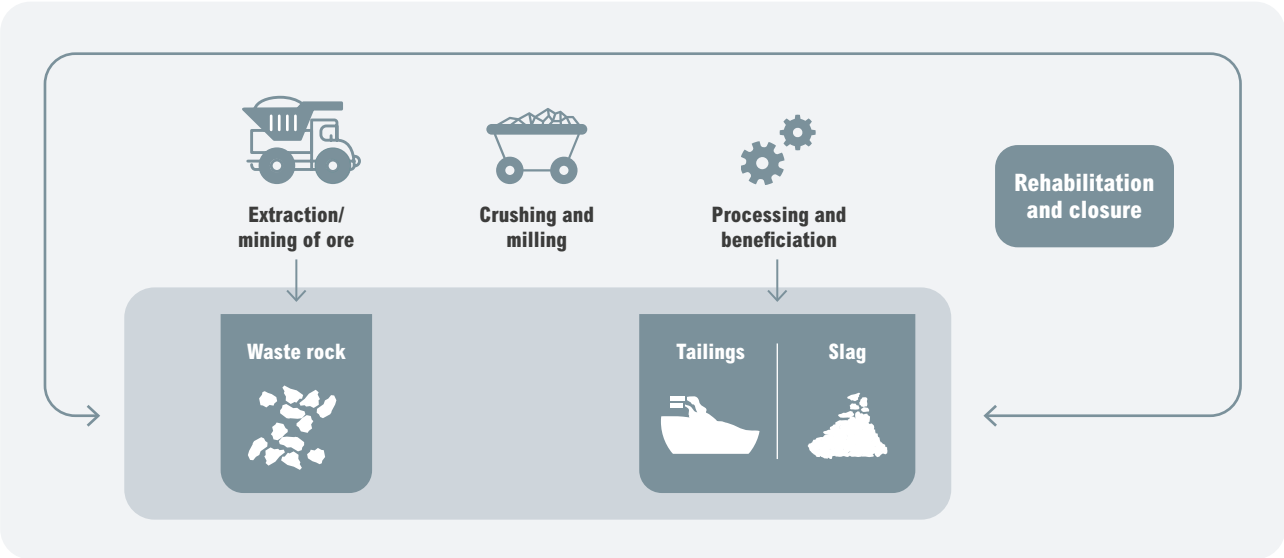 Extraction/
mining of ore
Crushing and
milling
Processing and
beneficiation
Rehabilitation
and closure
Waste rock
Tailings
Slag